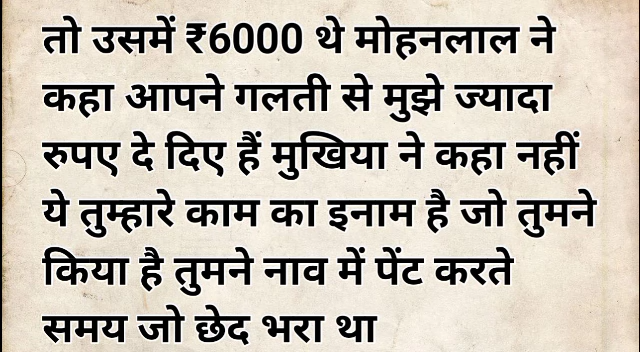 तो उसमें ₹6000 थे मोहनलाल ने
कहा आपने गलती से मुझे ज्यादा
रुपए दे दिए हैं मुखिया ने कहा नहीं
ये तुम्हारे काम का इनाम है जो तुमने
किया है तुमने नाव में पेंट करते
समय जो छेद भरा था